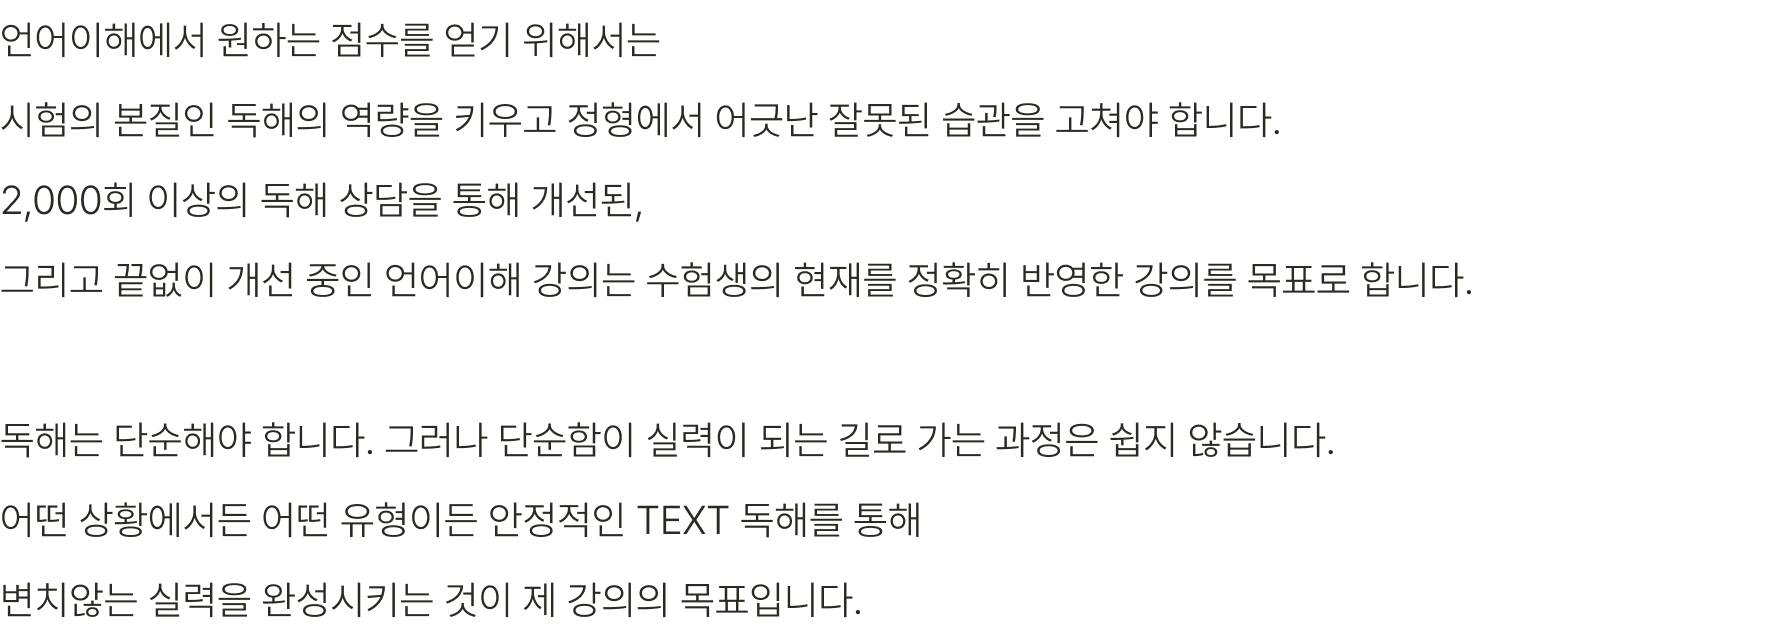 언어이해에서 원하는 점수를 얻기 위해서는
시험의 본질인 독해의 역량을 키우고 정형에서 어긋난 잘못된 습관을 고쳐야 합니다.
2,000회 이상의 독해 상담을 통해 개선된,
그리고 끝없이 개선 중인 언어이해 강의는 수험생의 현재를 정확히 반영한 강의를 목표로 합니다.
독해는 단순해야 합니다. 그러나 단순함이 실력이 되는 길로 가는 과정은 쉽지 않습니다.
어떤 상황에서든 어떤 유형이든 안정적인 TEXT 독해를 통해
변치않는 실력을 완성시키는 것이 제 강의의 목표입니다.